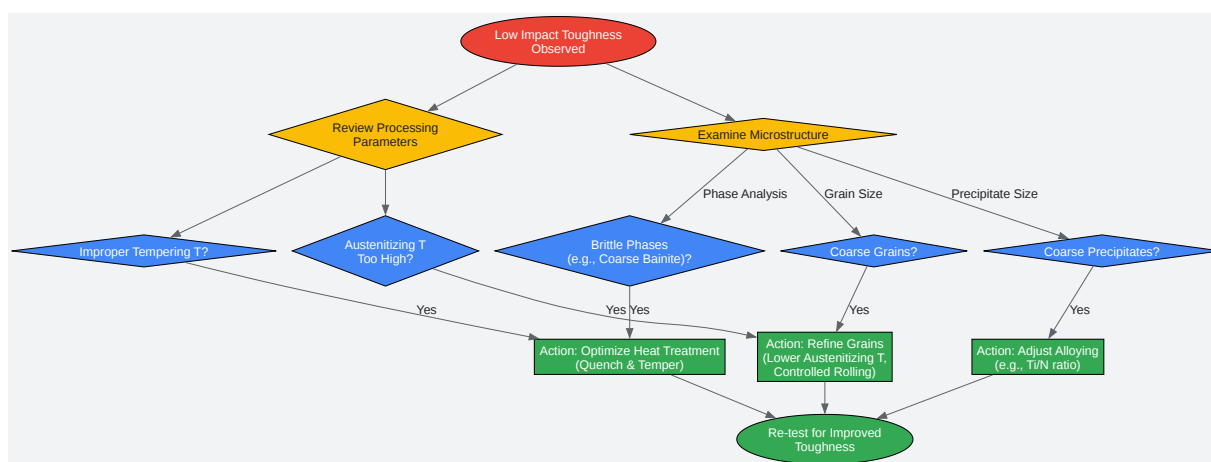 Low Impact Toughness
Observed
Review Processing
Parameters
Examine Microstructure
Phase Analysis
Grain Size
Precipitate Size
Improper Tempering T?
Austenitizing T
Too High?
Brittle Phases
(e.g., Coarse Bainite)?
Coarse Grains?
Coarse Precipitates?
Yes
Yes
Yes
Yes
Yes
Action: Optimize Heat Treatment
(Quench & Temper)
Action: Refine Grains
(Lower Austenitizing T,
Controlled Rolling)
Action: Adjust Alloying
(e.g., Ti/N ratio)
Re-test for Improved
Toughness